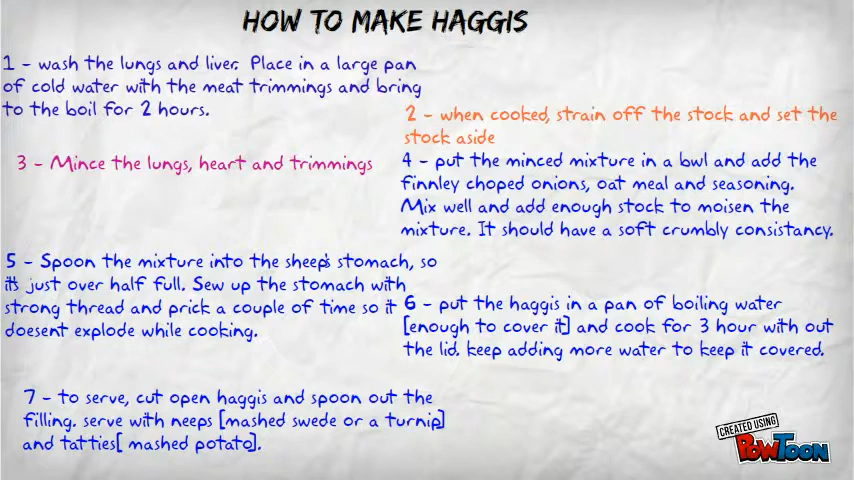 HOW TO MAKE HAGGIS
1 - wash the lungs and liver. Place in a large pan
of cold water with the meat trimmings and bring
to the boil for 2 hours.
2 - when cooked, strain off the stock and set the
stock aside
3 - Mince the lungs, heart and trimmings
4 - put the minced mixture in a bwl and add the
finnley choped onions, oat meal and seasoning.
Mix well and add enough stock to moisen the
mixture. It should have a soft crumbly consistancy.
5 - Spoon the mixture into the sheep's stomach, so
it's just over half full. Sew up the stomach with
strong thread and prick a couple of time so it
doesent explode while cooking.
6 - put the haggis in a pan of boiling water
[enough to cover it] and cook for 3 hour with out
the lid. keep adding more water to keep it covered.
7 - to serve, cut open haggis and spoon out the
filling. serve with neeps [mashed swede or a turnip]
and tatties[ mashed potato].
CREATED USING
POWTOON